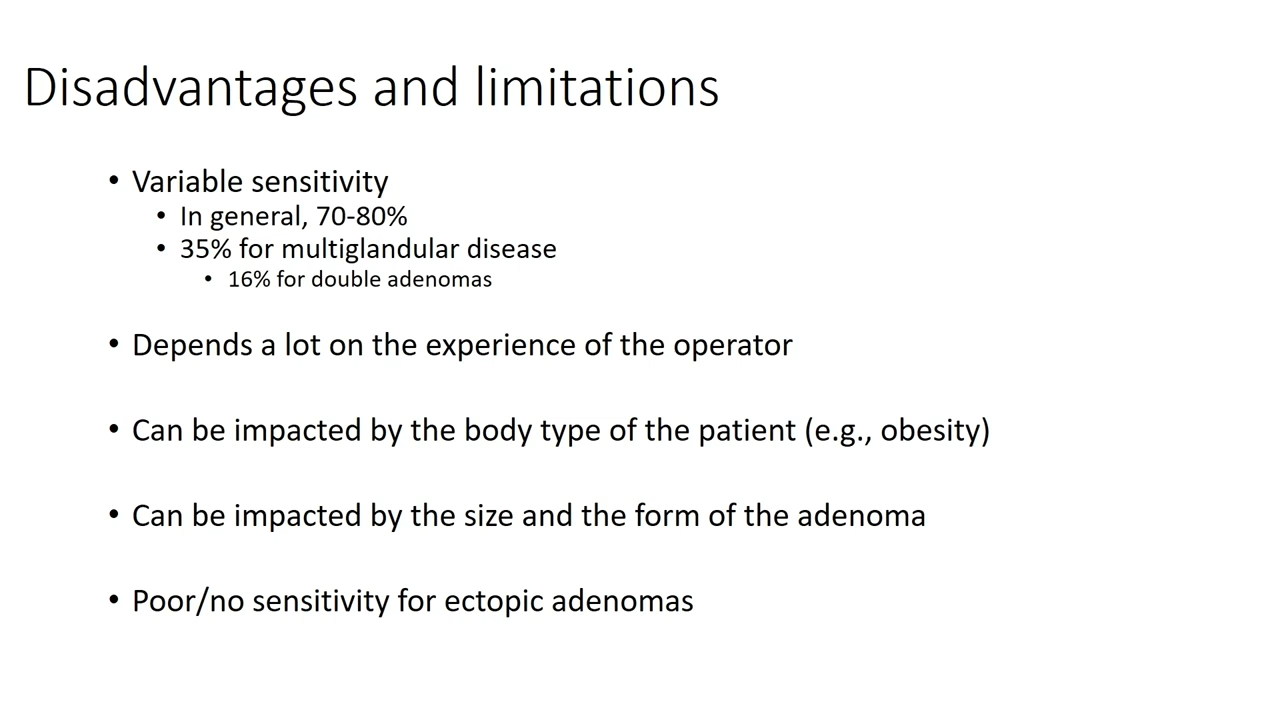 Disadvantages and limitations
• Variable sensitivity
• In general, 70-80%
• 35% for multiglandular disease
• 16% for double adenomas
• Depends a lot on the experience of the operator
• Can be impacted by the body type of the patient (e.g., obesity)
• Can be impacted by the size and the form of the adenoma
• Poor/no sensitivity for ectopic adenomas